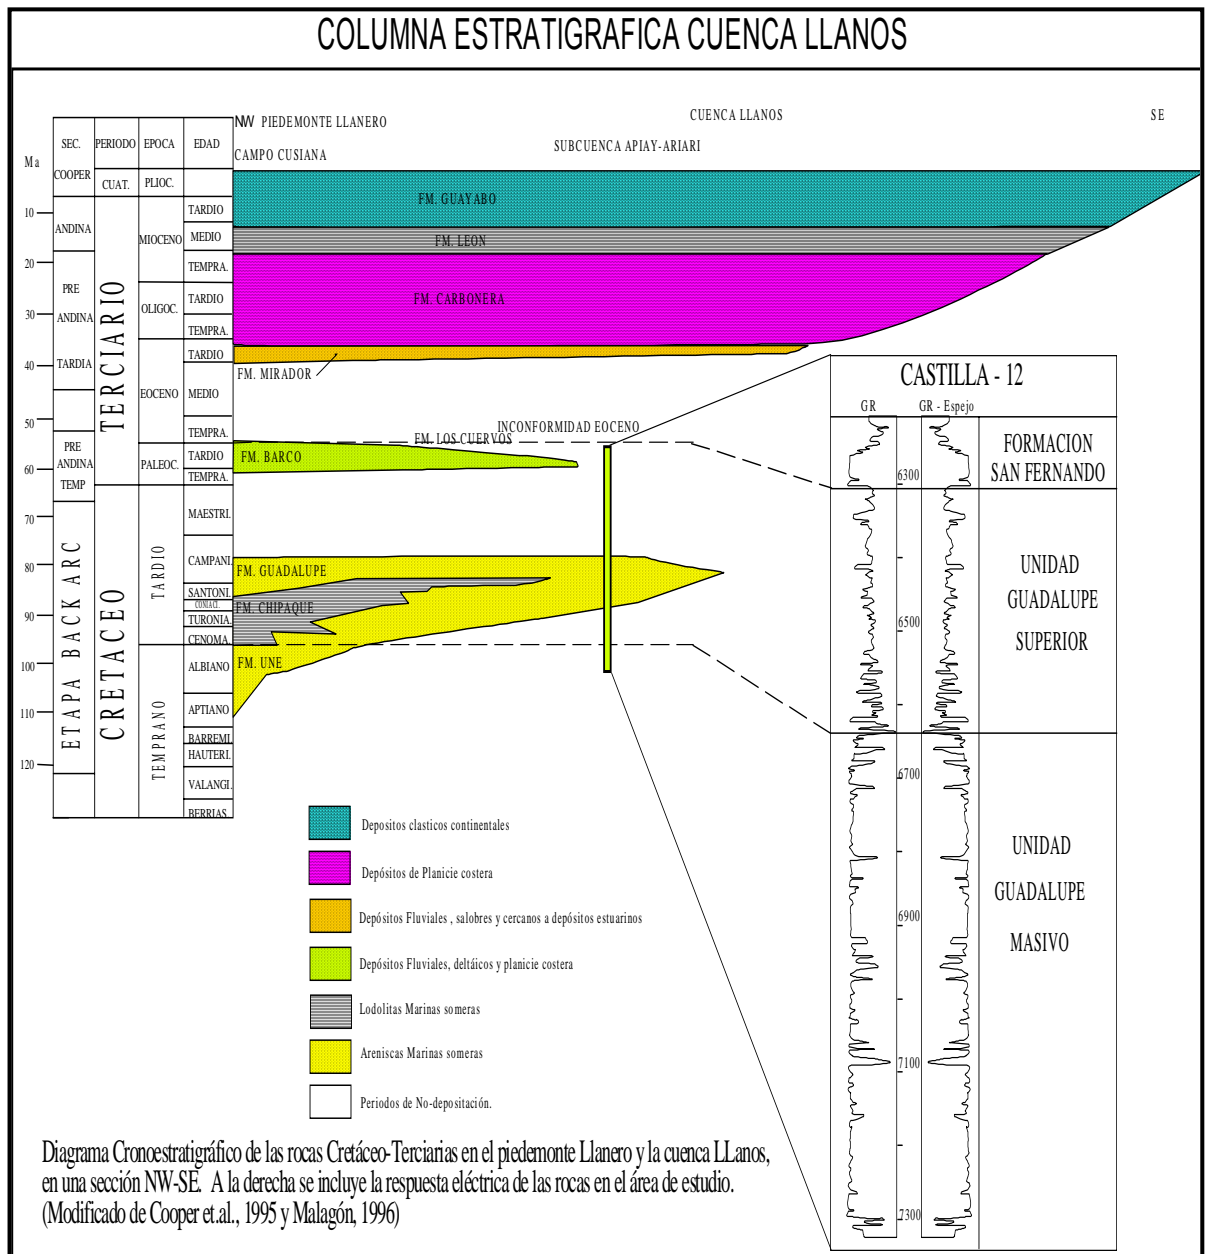 COLUMNA ESTRATIGRAFICA CUENCA LLANOS
NW PIEDEMONTE LLANERO
CUENCA LLANOS
SE
CAMPO CUSIANA
SUBCUENCA APIAY-ARIARI
Ma
SEC.
COOPER
PERIODO
EPOCA
EDAD
CUAT.
PLIOC.
10
20
30
40
50
60
70
80
90
100
110
120
ANDINA
PRE
ANDINA
TARDIA
PRE
ANDINA
TEMP
ETAPA BACK ARC
TERCIARIO
CRETACEO
MIOCENO
OLIGOC.
EOCENO
PALEOC.
TARDIO
TEMPRANO
TARDIO
MEDIO
TEMPRA.
TARDIO
TEMPRA.
TARDIO
MEDIO
TEMPRA.
TARDIO
TEMPRA.
MAESTRI.
CAMPANI.
SANTONI.
CONIACI.
TURONIA.
CENOMA.
ALBIANO
APTIANO
BARREMI.
HAUTERI.
VALANGI.
BERRIAS.
FM. GUAYABO
FM. LEON
FM. CARBONERA
FM. MIRADOR
INCONFORMIDAD EOCENO
FM. LOS CUERVOS
FM. BARCO
FM. GUADALUPE
FM. CHIPAQUE
FM. UNE
CASTILLA - 12
GR
GR - Espejo
FORMACION
SAN FERNANDO
6300
UNIDAD
GUADALUPE
SUPERIOR
6500
6700
UNIDAD
GUADALUPE
MASIVO
6900
7100
7300
Depositos clasticos continentales
Depósitos de Planicie costera
Depósitos Fluviales , salobres y cercanos a depósitos estuarinos
Depósitos Fluviales, deltáicos y planicie costera
Lodolitas Marinas someras
Areniscas Marinas someras
Periodos de No-depositación.
Diagrama Cronoestratigráfico de las rocas Cretáceo-Terciarias en el piedemonte Llanero y la cuenca LLanos,
en una sección NW-SE. A la derecha se incluye la respuesta eléctrica de las rocas en el área de estudio.
(Modificado de Cooper et.al., 1995 y Malagón, 1996)